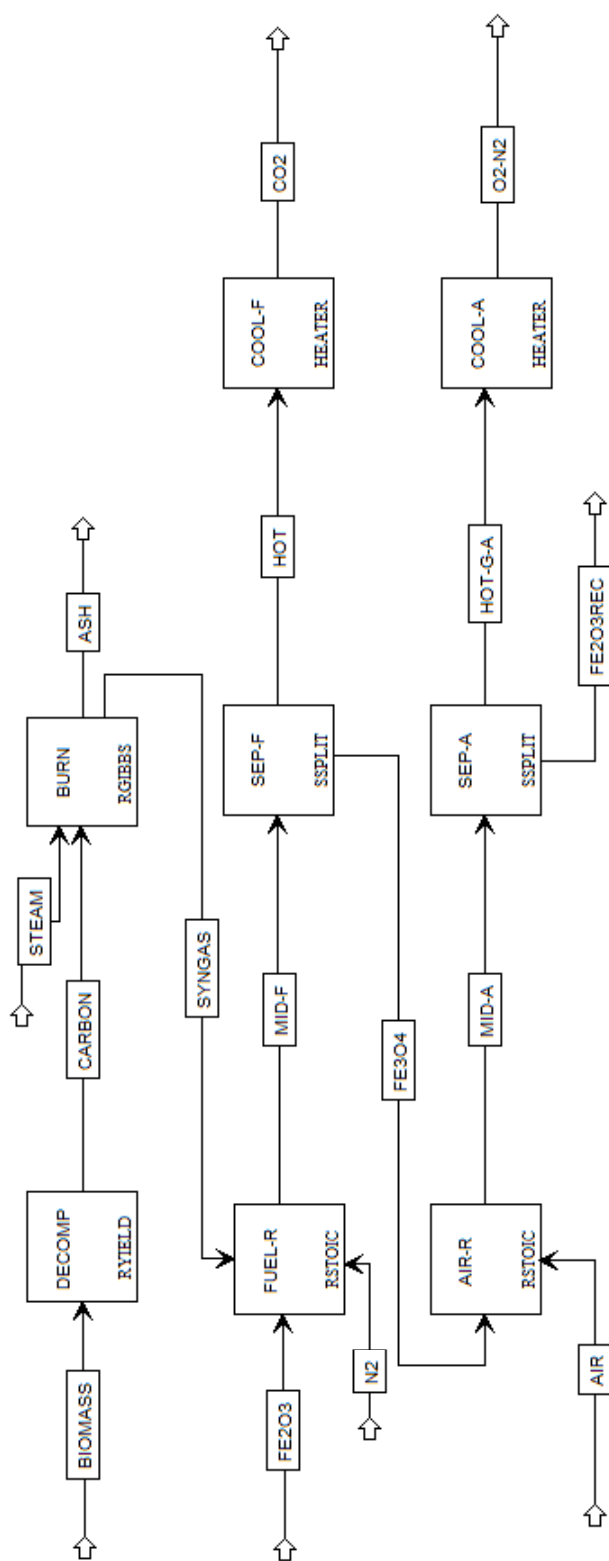 BIOMASS
DECOMP
RYIELD
CARBON
STEAM
BURN
RGIBBS
ASH
SYNGAS
FE2O3
N2
FUEL-R
RSTOIC
MID-F
SEP-F
SSPLIT
HOT
COOL-F
HEATER
CO2
FE3O4
AIR
AIR-R
RSTOIC
MID-A
SEP-A
SSPLIT
HOT-G-A
FE2O3REC
COOL-A
HEATER
O2-N2